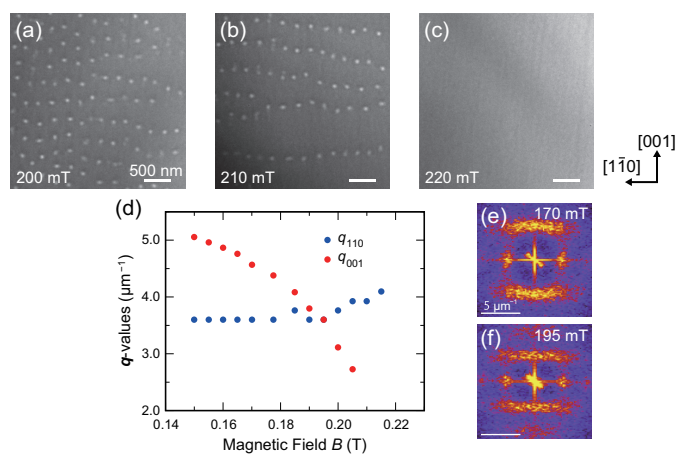 (a)
200 mT
500 nm
(b)
210 mT
(c)
220 mT
[001]
[11̄0]
(d)
q110
q001
5.0
4.0
3.0
2.0
q-values (μm⁻¹)
0.14
0.16
0.18
0.20
0.22
Magnetic Field B (T)
(e)
170 mT
5 μm⁻¹
(f)
195 mT